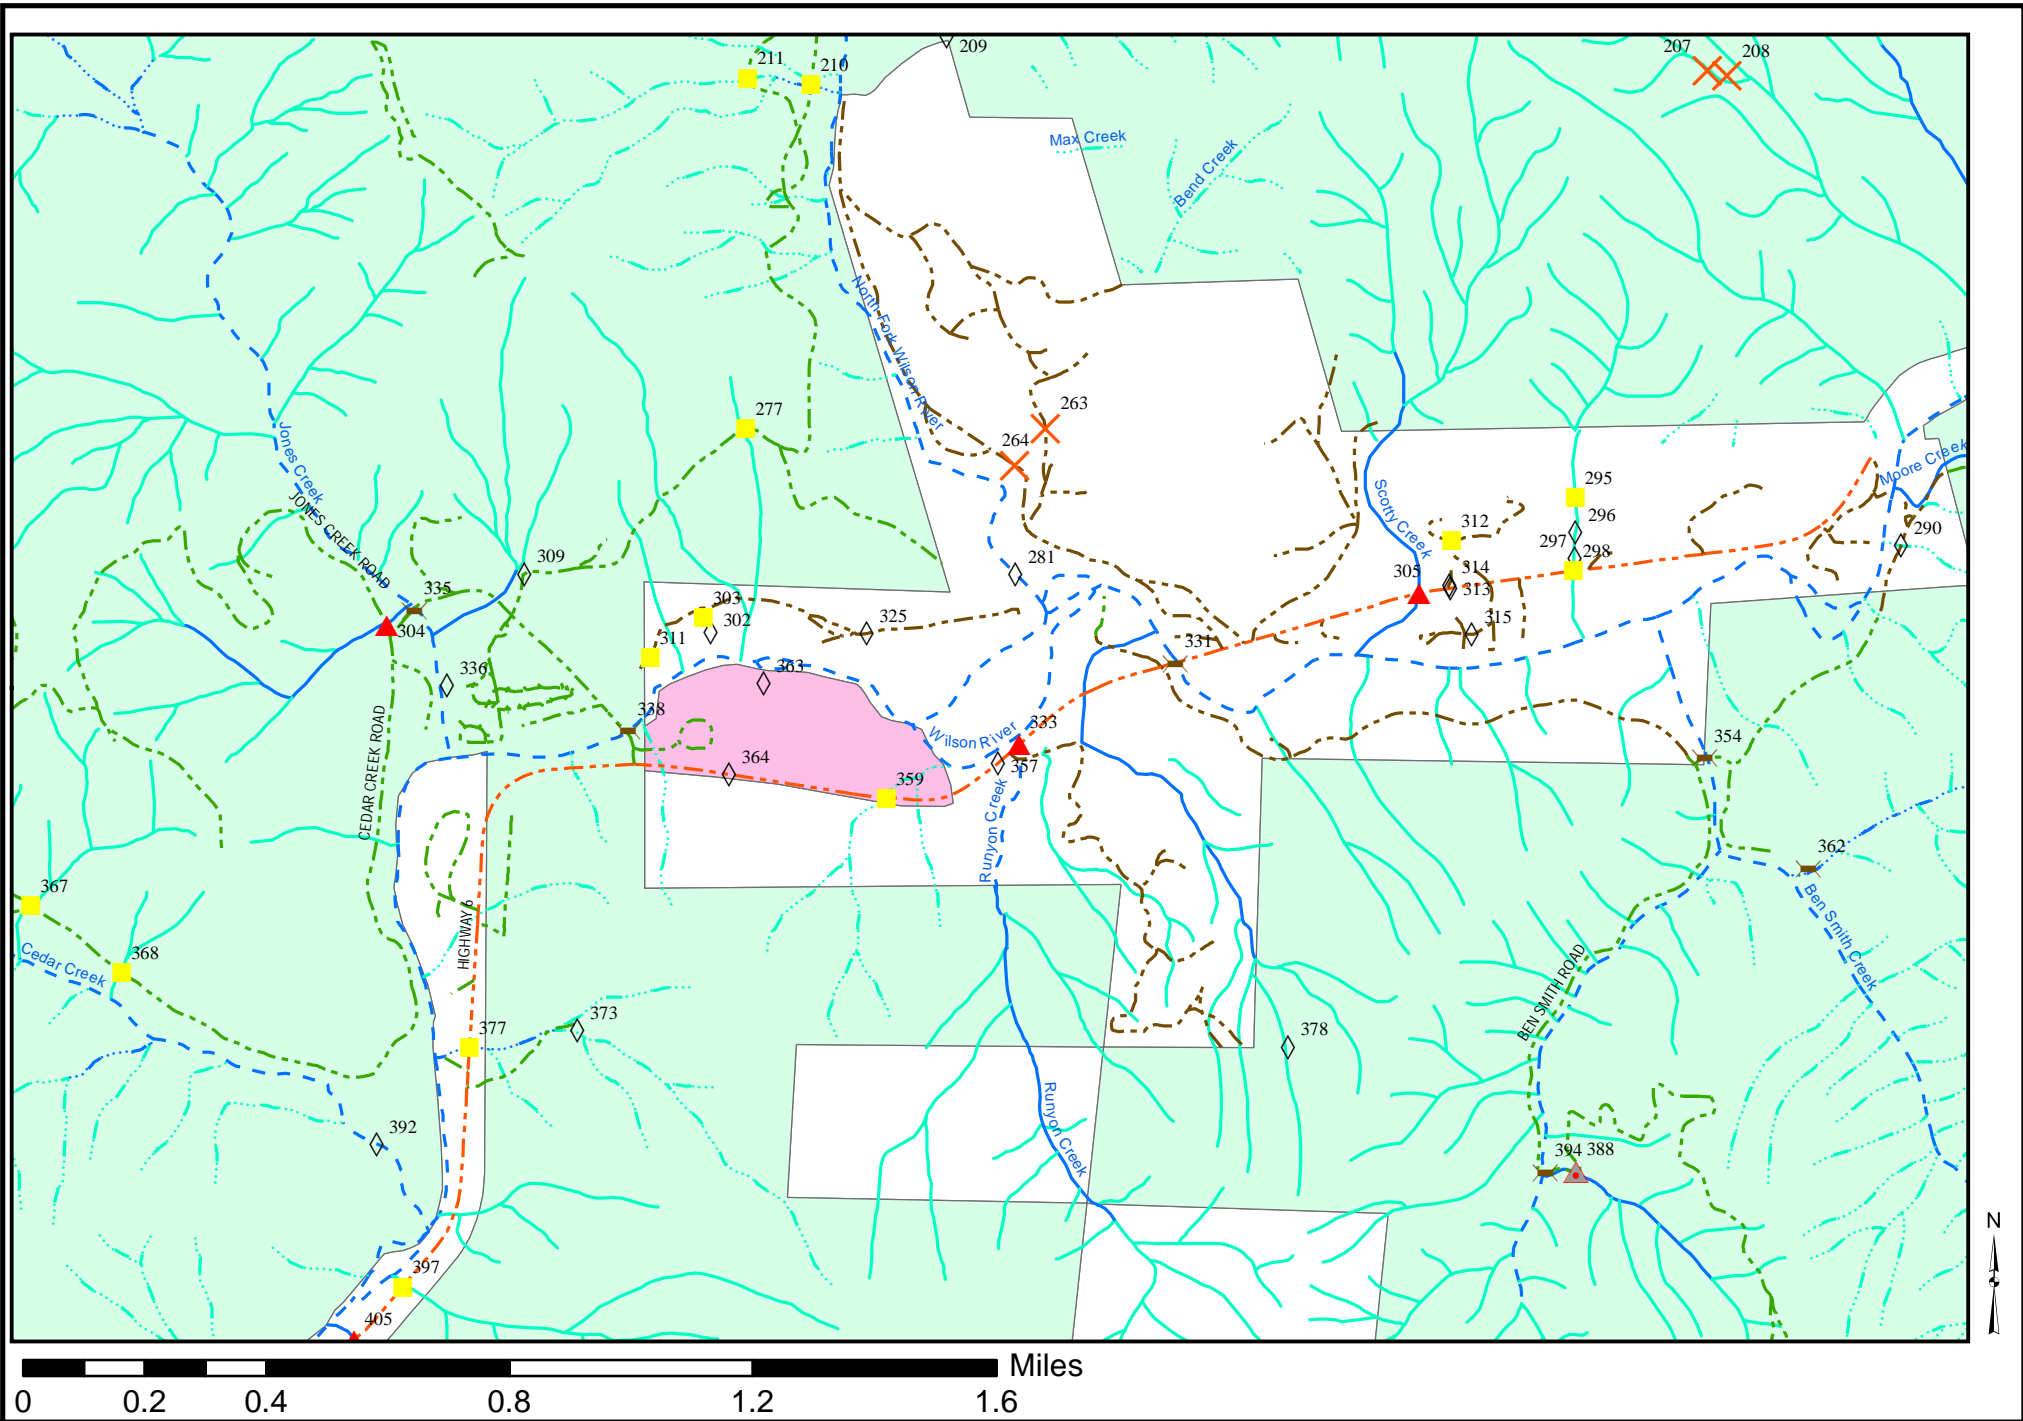 209
207
208
211
210
Max Creek
Bend Creek
North Fork Wilson River
277
263
264
Jones Creek
Moore Creek
295
Scotty Creek
JONES CREEK ROAD
296
312
290
297
298
309
281
305
314
313
335
303
302
325
315
304
311
331
336
363
338
CEDAR CREEK ROAD
Wilson River
333
354
364
357
359
Runyon Creek
362
367
HIGHWAY 6
Ben Smith Creek
368
Cedar Creek
BEN SMITH ROAD
373
377
378
Runyon Creek
392
394
388
N
397
405
Miles
0 0.2 0.4 0.8 1.2 1.6